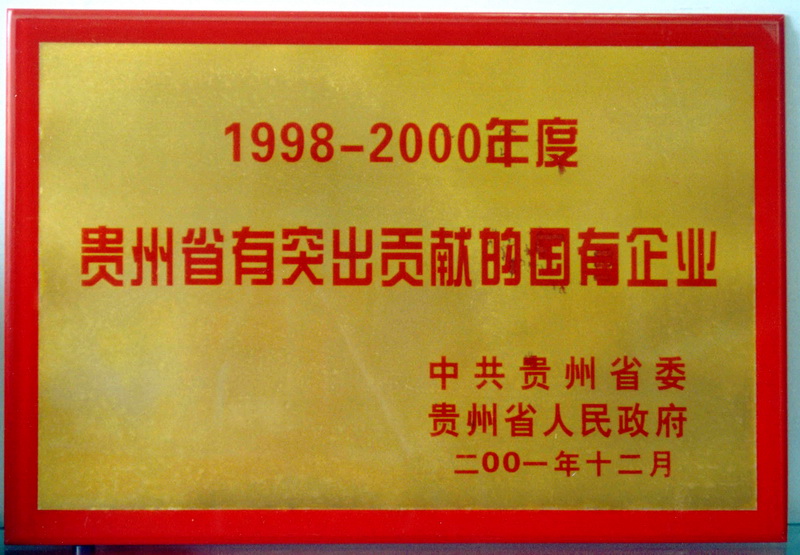 1998-2000年度
贵州省有突出贡献的国有企业
中共贵州省委
贵州省人民政府
二00一年十二月